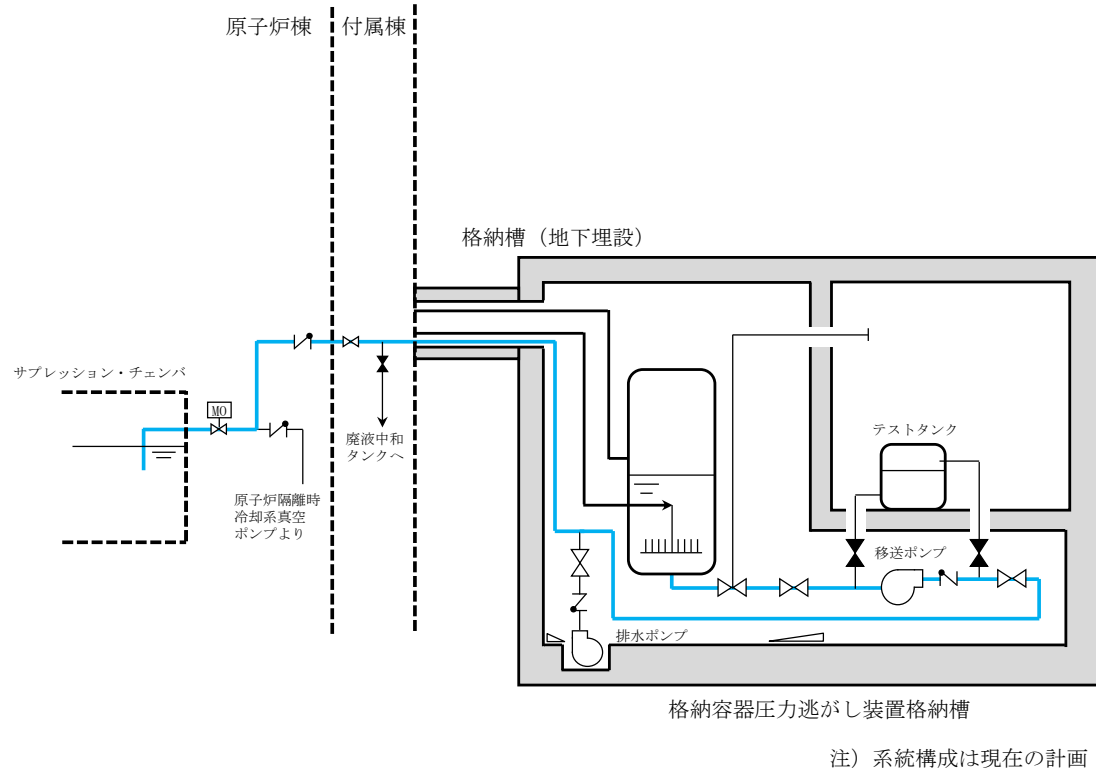 原子炉棟
付属棟
格納槽（地下埋設）
サプレッション・チェンバ
MO
廃液中和
タンクへ
原子炉隔離時
冷却系真空
ポンプより
テストタンク
移送ポンプ
排水ポンプ
格納容器圧力逃がし装置格納槽
注）系統構成は現在の計画